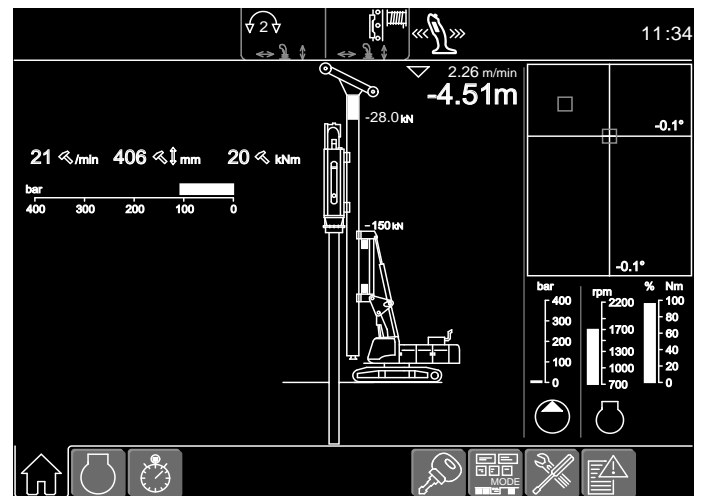 2
11:34
2.26 m/min
-4.51m
-28.0 kN
-0.1°
21 /min 406 mm 20 kNm
bar
400 300 200 100 0
-150 kN
-0.1°
bar
400
300
200
100
0
rpm
2200
1700
1300
1000
700
% Nm
100
80
60
40
20
0
MODE